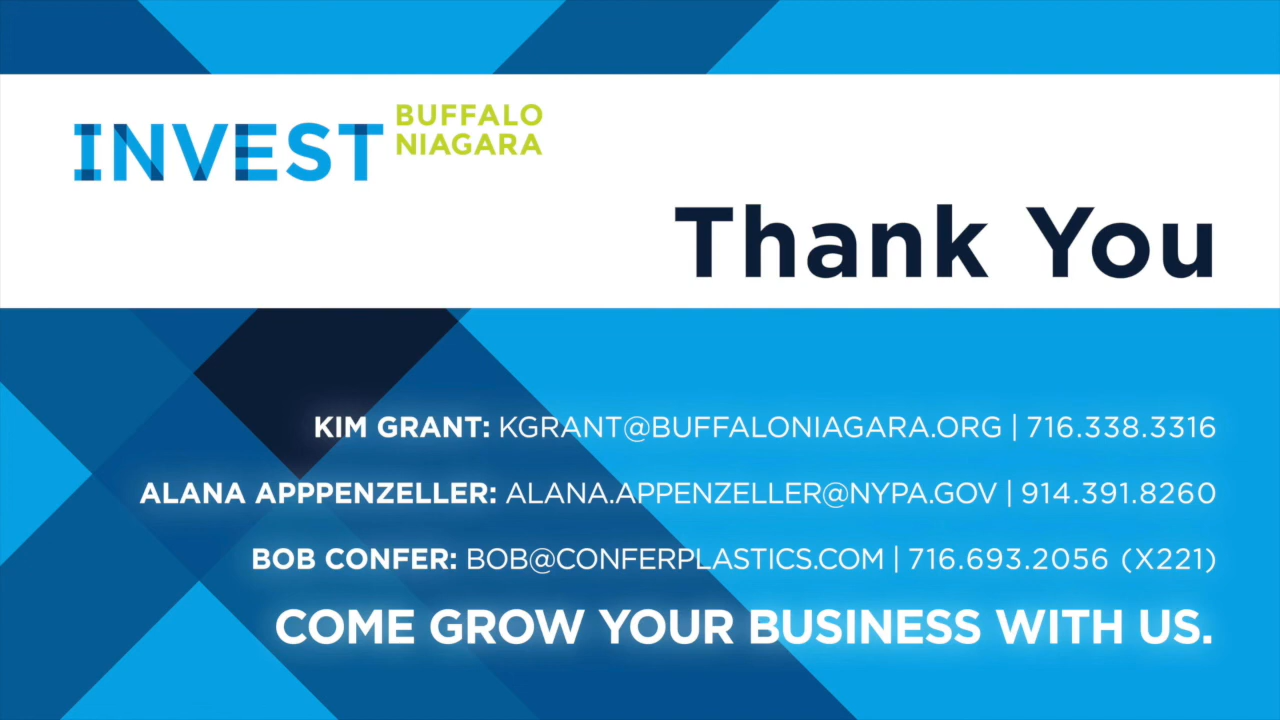 INVEST BUFFALO
NIAGARA
Thank You
KIM GRANT: KGRANT@BUFFALONIAGARA.ORG | 716.338.3316
ALANA APPPENZELLER: ALANA.APPENZELLER@NYPA.GOV | 914.391.8260
BOB CONFER: BOB@CONFERPLASTICS.COM | 716.693.2056 (X221)
COME GROW YOUR BUSINESS WITH US.